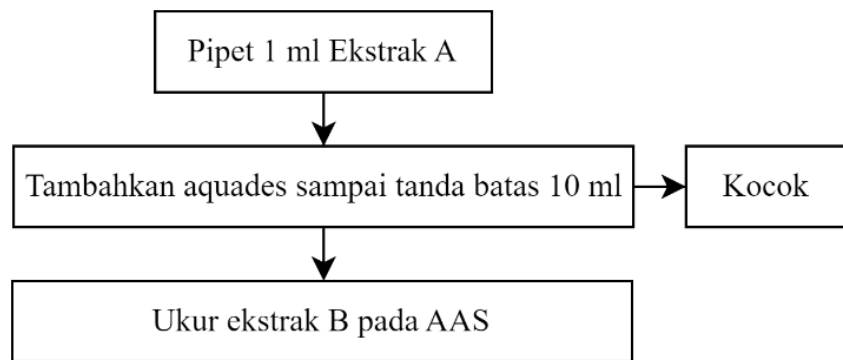 Pipet 1 ml Ekstrak A
Tambahkan aquades sampai tanda batas 10 ml
Kocok
Ukur ekstrak B pada AAS